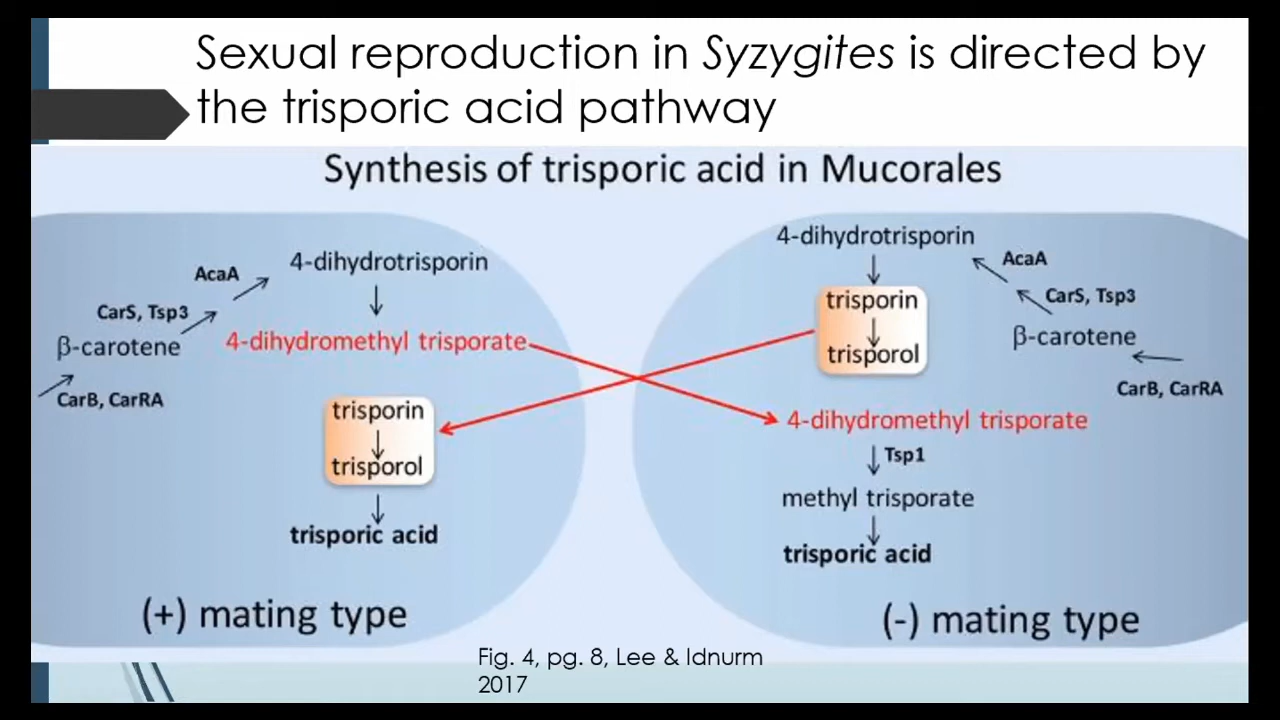 Sexual reproduction in Syzygites is directed by
the trisporic acid pathway
Synthesis of trisporic acid in Mucorales
4-dihydrotrisporin
AcaA
CarS, Tsp3
β-carotene
CarB, CarRA
4-dihydromethyl trisporate
trisporin
trisporol
trisporic acid
(+) mating type
4-dihydrotrisporin
AcaA
trisporin
CarS, Tsp3
β-carotene
trisporol
CarB, CarRA
4-dihydromethyl trisporate
Tsp1
methyl trisporate
trisporic acid
(-) mating type
Fig. 4, pg. 8, Lee & Idnurm
2017